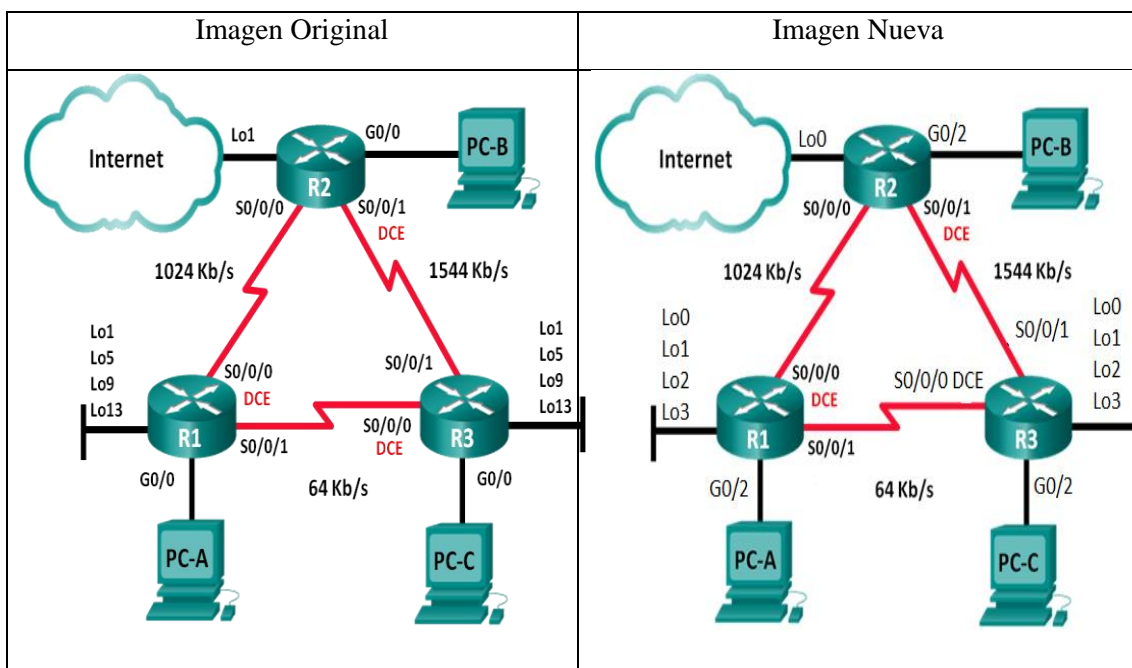 Imagen Original
Internet
Lo1
R2
G0/0
PC-B
S0/0/0
S0/0/1
DCE
1024 Kb/s
1544 Kb/s
Lo1
Lo5
Lo9
Lo13
S0/0/0
DCE
R1
S0/0/1
G0/0
PC-A
S0/0/1
S0/0/0
DCE
R3
Lo1
Lo5
Lo9
Lo13
64 Kb/s
G0/0
PC-C
Imagen Nueva
Internet
Lo0
R2
G0/2
PC-B
S0/0/0
S0/0/1
DCE
1024 Kb/s
1544 Kb/s
Lo0
Lo1
Lo2
Lo3
S0/0/0
DCE
R1
S0/0/1
G0/2
PC-A
S0/0/1
S0/0/0 DCE
R3
Lo0
Lo1
Lo2
Lo3
64 Kb/s
G0/2
PC-C